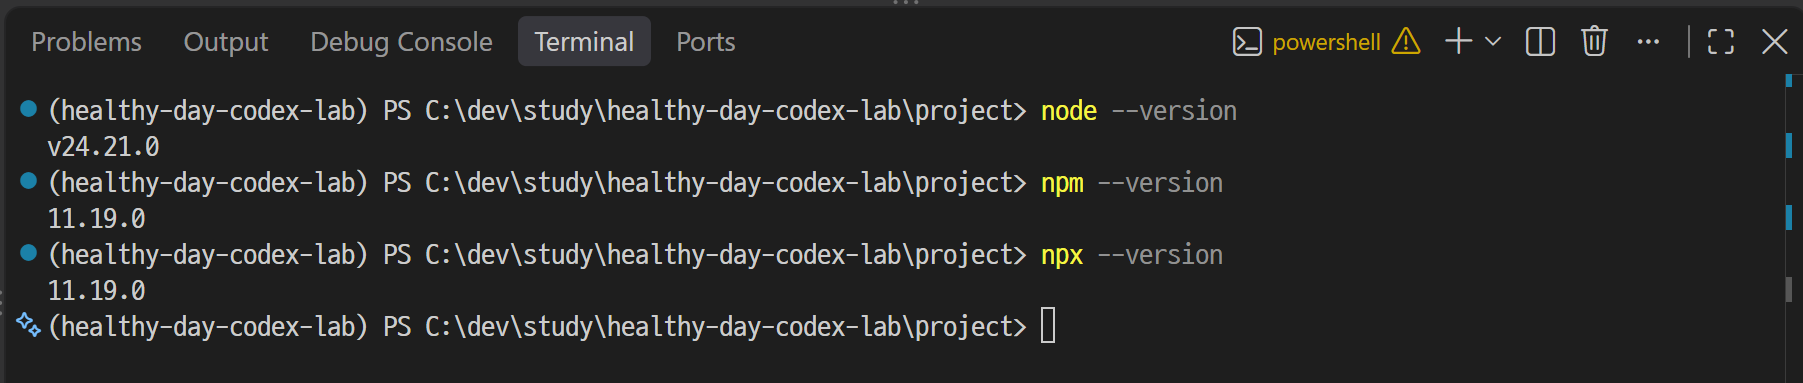 Problems Output Debug Console Terminal Ports powershell
(healthy-day-codex-lab) PS C:\dev\study\healthy-day-codex-lab\project> node --version
v24.21.0
(healthy-day-codex-lab) PS C:\dev\study\healthy-day-codex-lab\project> npm --version
11.19.0
(healthy-day-codex-lab) PS C:\dev\study\healthy-day-codex-lab\project> npx --version
11.19.0
(healthy-day-codex-lab) PS C:\dev\study\healthy-day-codex-lab\project>